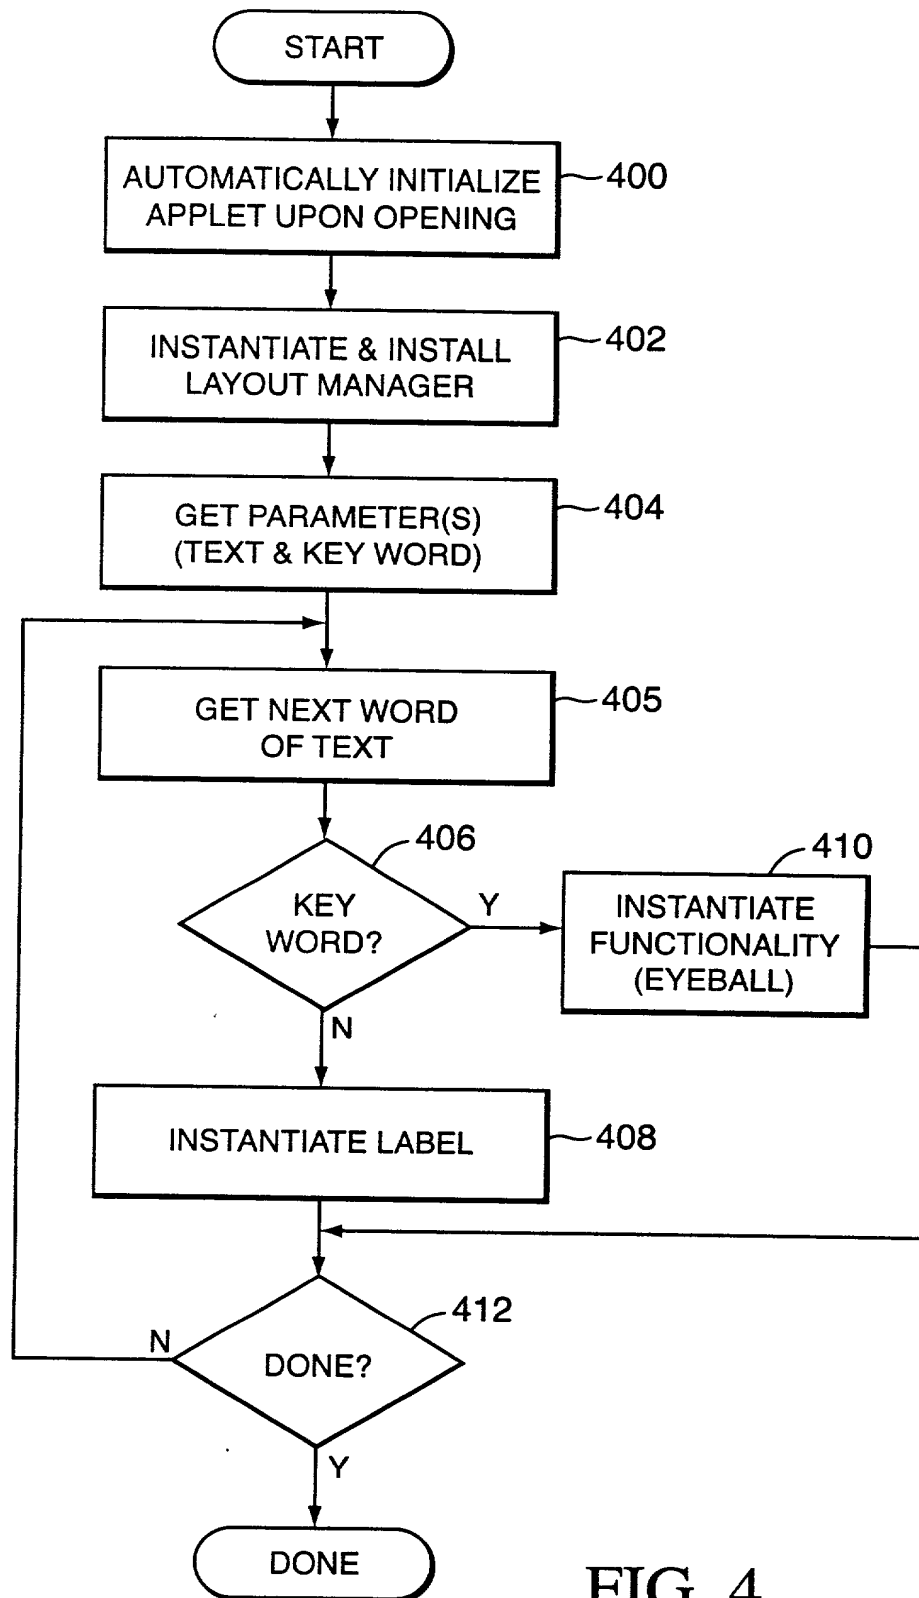 START
AUTOMATICALLY INITIALIZE
APPLET UPON OPENING
400
INSTANTIATE & INSTALL
LAYOUT MANAGER
402
GET PARAMETER(S)
(TEXT & KEY WORD)
404
GET NEXT WORD
OF TEXT
405
406
KEY
WORD?
Y
410
INSTANTIATE
FUNCTIONALITY
(EYEBALL)
N
INSTANTIATE LABEL
408
412
N
DONE?
Y
DONE
FIG. 4